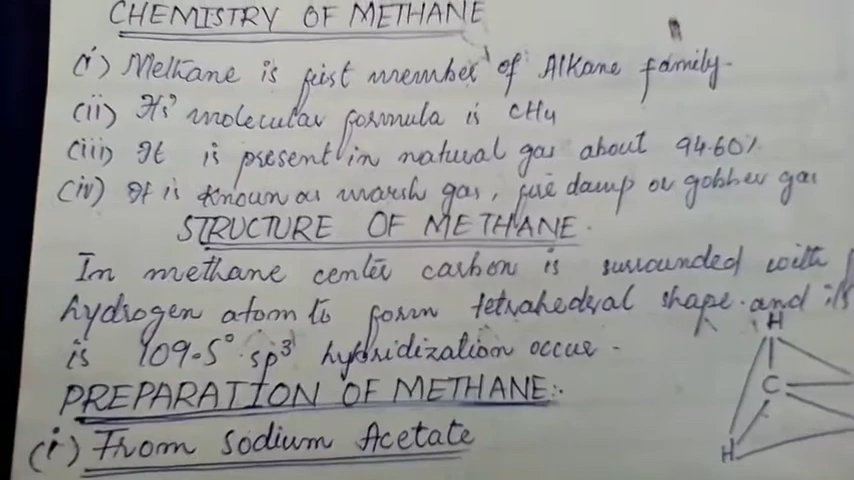 CHEMISTRY OF METHANE
(i) Methane is first member of Alkane family-
(ii) It's molecular formula is CH4
(iii) It is present in natural gas about 94.60%
(iv) It is known as marsh gas, fire damp or gobber gas
STRUCTURE OF METHANE.
In methane center carbon is surrounded with
hydrogen atom to form tetrahedral shape. and its
is 109.5° sp3 hybridization occur -
PREPARATION OF METHANE:-
(i) From Sodium Acetate
H
C
H